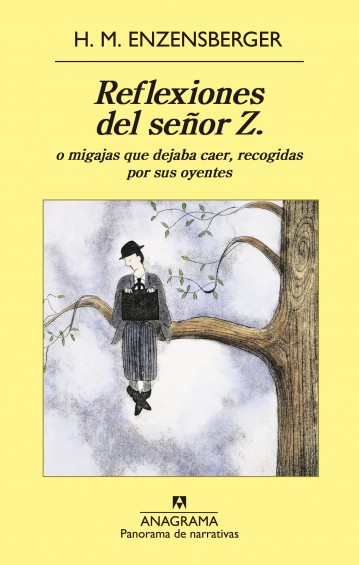 H. M. ENZENSBERGER
Reflexiones
del señor Z.
o migajas que dejaba caer, recogidas
por sus oyentes
ANAGRAMA
Panorama de narrativas